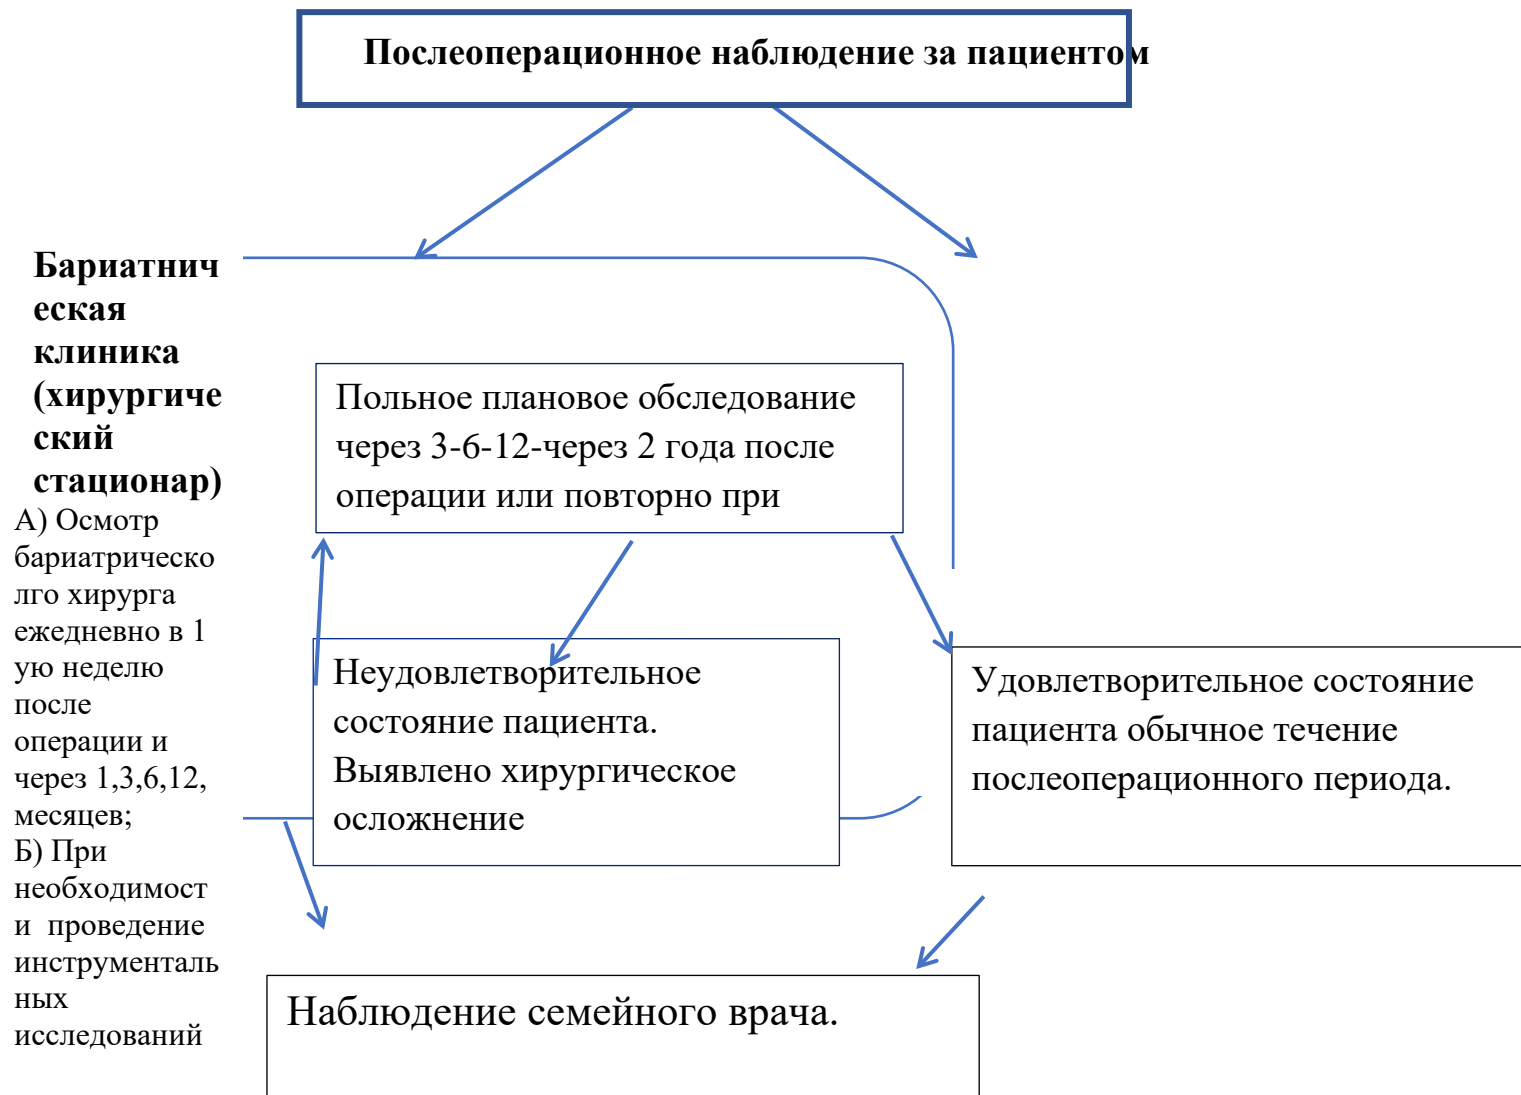 Послеоперационное наблюдение за пациентом
Бариатнич
еская
клиника
(хирургиче
ский
стационар)
А) Осмотр
бариатрическо
лго хирурга
ежедневно в 1
ую неделю
после
операции и
через 1,3,6,12,
месяцев;
Б) При
необходимост
и проведение
инструменталь
ных
исследований
Польное плановое обследование
через 3-6-12-через 2 года после
операции или повторно при
Неудовлетворительное
состояние пациента.
Выявлено хирургическое
осложнение
Удовлетворительное состояние
пациента обычное течение
послеоперационного периода.
Наблюдение семейного врача.